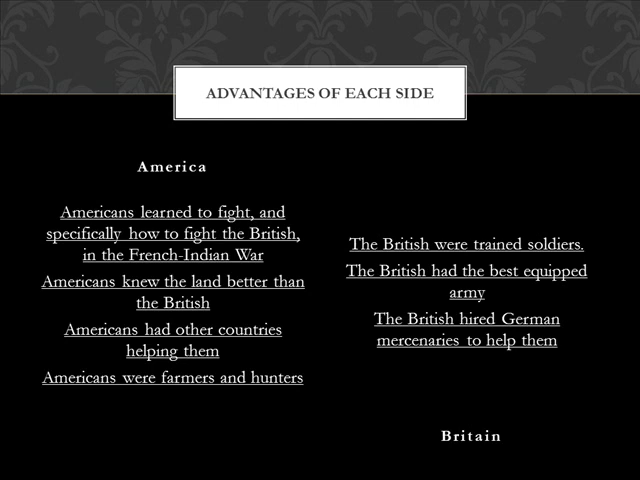 ADVANTAGES OF EACH SIDE
America
Americans learned to fight, and
specifically how to fight the British,
in the French-Indian War
Americans knew the land better than
the British
Americans had other countries
helping them
Americans were farmers and hunters
The British were trained soldiers.
The British had the best equipped
army
The British hired German
mercenaries to help them
Britain